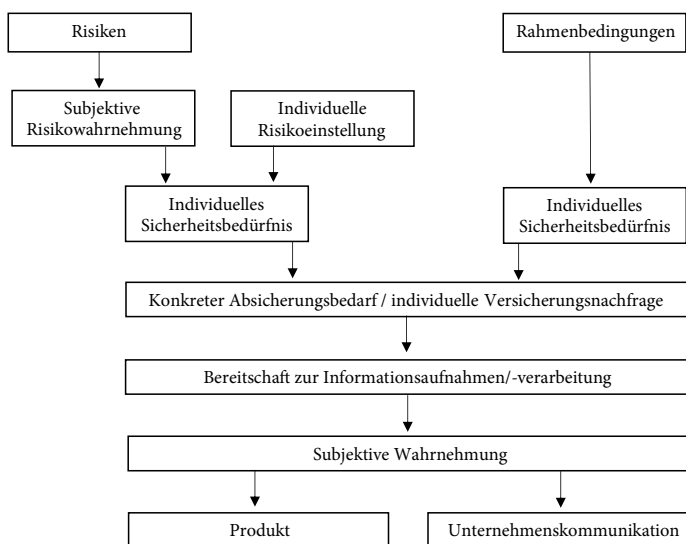 Risiken
Rahmenbedingungen
Subjektive
Risikowahrnehmung
Individuelle
Risikoeinstellung
Individuelles
Sicherheitsbedürfnis
Individuelles
Sicherheitsbedürfnis
Konkreter Absicherungsbedarf / individuelle Versicherungsnachfrage
Bereitschaft zur Informationsaufnahmen/-verarbeitung
Subjektive Wahrnehmung
Produkt
Unternehmenskommunikation